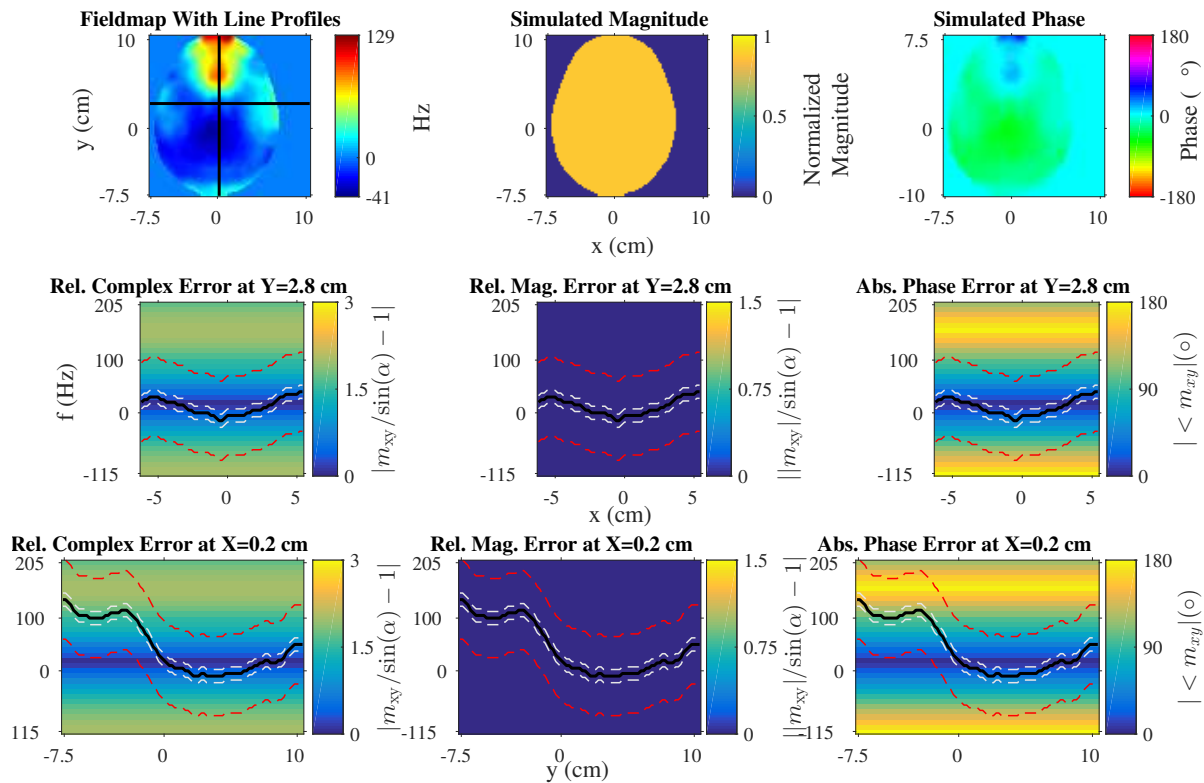 Fieldmap With Line Profiles
Simulated Magnitude
Simulated Phase
10
0
-7.5
y (cm)
-7.5 0 10
129
0
-41
Hz
-7.5 0 10
x (cm)
1
0.5
0
Normalized
Magnitude
7.5
0
-10
-7.5 0 10
180
0
-180
Phase ( ○)
Rel. Complex Error at Y=2.8 cm
Rel. Mag. Error at Y=2.8 cm
Abs. Phase Error at Y=2.8 cm
205
100
0
-115
f (Hz)
-5 0 5
3
1.5
0
|m_xy/sin(α) − 1|
205
100
0
-115
-5 0 5
x (cm)
1.5
0.75
0
||m_xy|/sin(α) − 1|
205
100
0
-115
-5 0 5
180
90
0
| < m_xy|(○)
Rel. Complex Error at X=0.2 cm
Rel. Mag. Error at X=0.2 cm
Abs. Phase Error at X=0.2 cm
205
100
0
115
-7.5 0 10
3
1.5
0
|m_xy/sin(α) − 1|
205
100
0
-115
-7.5 0 10
y (cm)
1.5
0.75
0
||m_xy|/sin(α) − 1|
205
100
0
-115
-7.5 0 10
180
90
0
| < m_xy|(○)